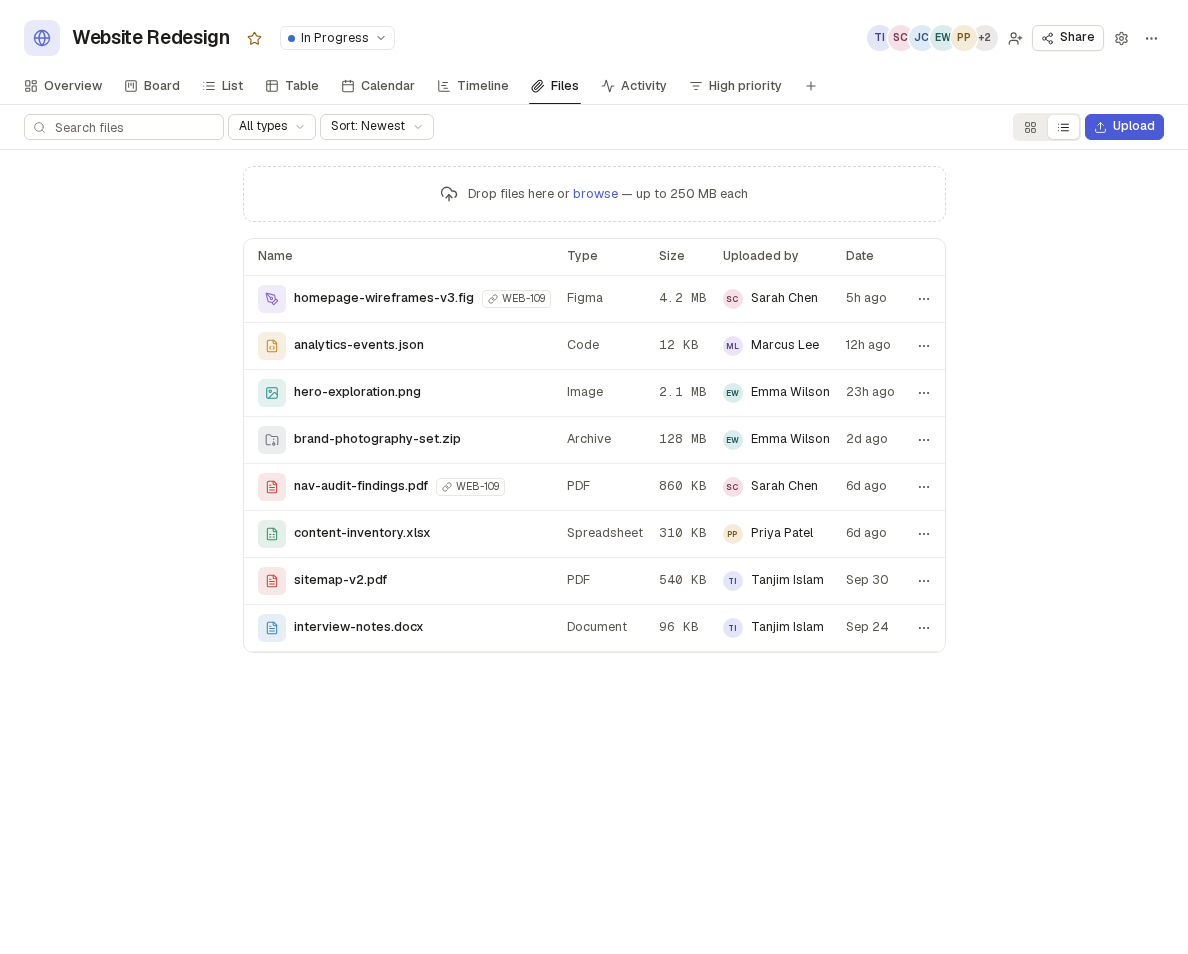 Website Redesign In Progress TI SC JC EW PP +2 Share
Overview Board List Table Calendar Timeline Files Activity High priority
Search files All types Sort: Newest Upload
Drop files here or browse — up to 250 MB each
Name Type Size Uploaded by Date
homepage-wireframes-v3.fig WEB-109 Figma 4.2 MB SC Sarah Chen 5h ago
analytics-events.json Code 12 KB ML Marcus Lee 12h ago
hero-exploration.png Image 2.1 MB EW Emma Wilson 23h ago
brand-photography-set.zip Archive 128 MB EW Emma Wilson 2d ago
nav-audit-findings.pdf WEB-109 PDF 860 KB SC Sarah Chen 6d ago
content-inventory.xlsx Spreadsheet 310 KB PP Priya Patel 6d ago
sitemap-v2.pdf PDF 540 KB TI Tanjim Islam Sep 30
interview-notes.docx Document 96 KB TI Tanjim Islam Sep 24